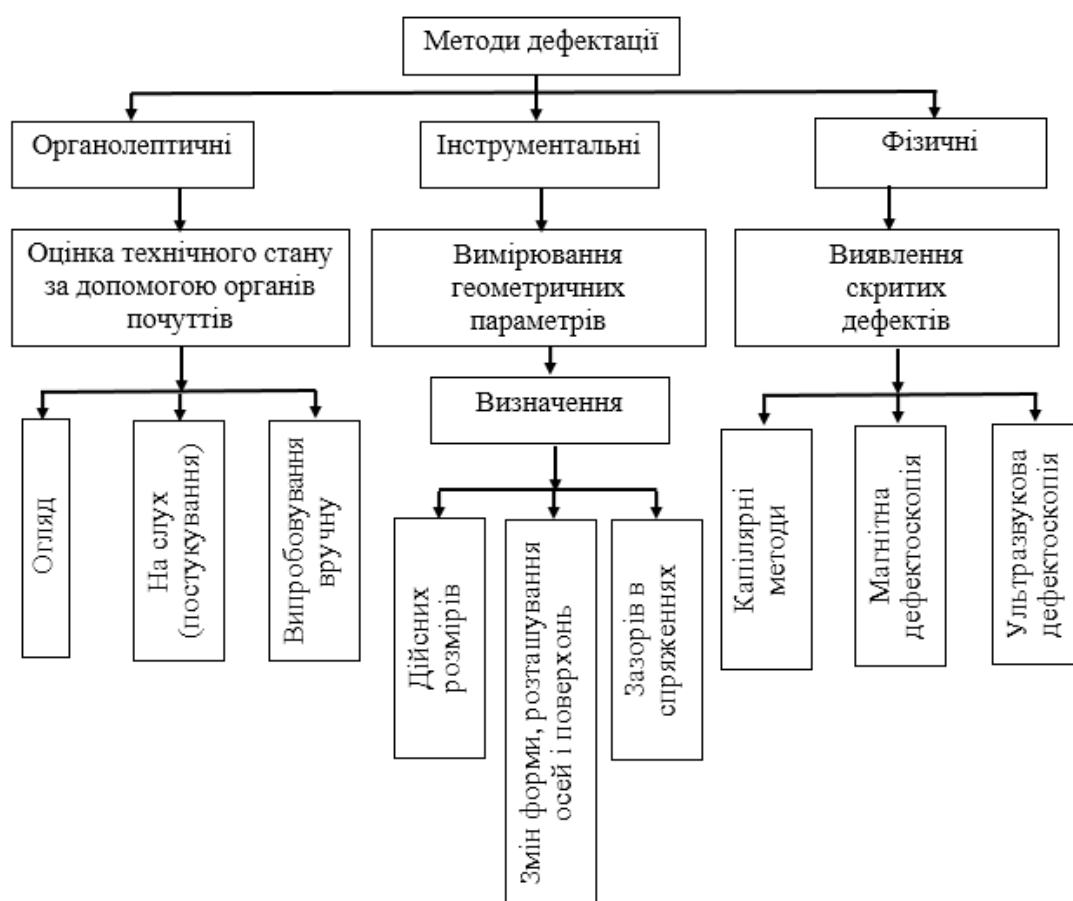 Методи дефектації
Органолептичні
Інструментальні
Фізичні
Оцінка технічного стану
за допомогою органів
почуттів
Вимірювання
геометричних
параметрів
Виявлення
скритих
дефектів
Визначення
Огляд
На слух
(постукування)
Випробовування
вручну
Дійсних
розмірів
Змін форми, розташування
осей і поверхонь
Зазорів в
спряженнях
Капілярні
методи
Магнітна
дефектоскопія
Ультразвукова
дефектоскопія